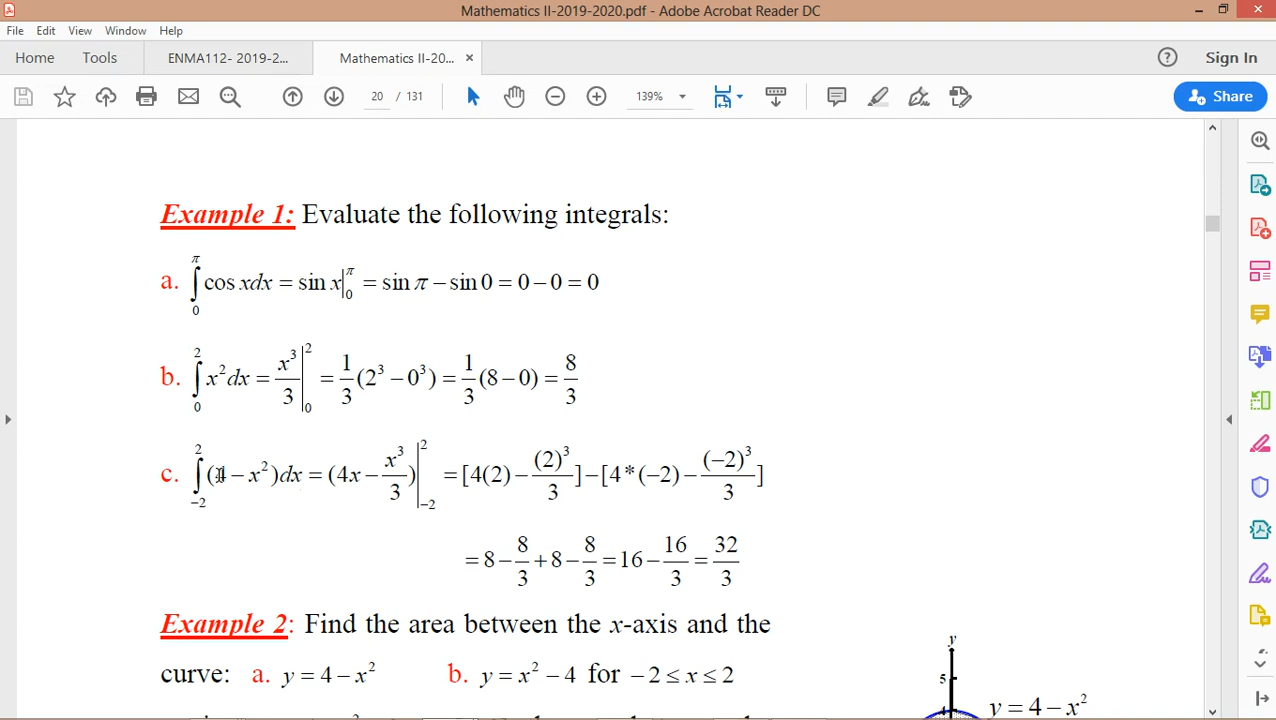 Mathematics II-2019-2020.pdf - Adobe Acrobat Reader DC
File Edit View Window Help
Home Tools ENMA112- 2019-2... Mathematics II-20... × ? Sign In
20 / 131 139% Share
Example 1: Evaluate the following integrals:
a. ∫₀^π cos xdx = sin x|₀^π = sin π − sin 0 = 0 − 0 = 0
b. ∫₀² x²dx = x³/3 |₀² = 1/3 (2³ − 0³) = 1/3 (8 − 0) = 8/3
c. ∫₋₂² (4 − x²)dx = (4x − x³/3)|₋₂² = [4(2) − (2)³/3] − [4*(−2) − (−2)³/3]
= 8 − 8/3 + 8 − 8/3 = 16 − 16/3 = 32/3
Example 2: Find the area between the x-axis and the
curve: a. y = 4 − x² b. y = x² − 4 for −2 ≤ x ≤ 2
y
5
4
y = 4 − x²